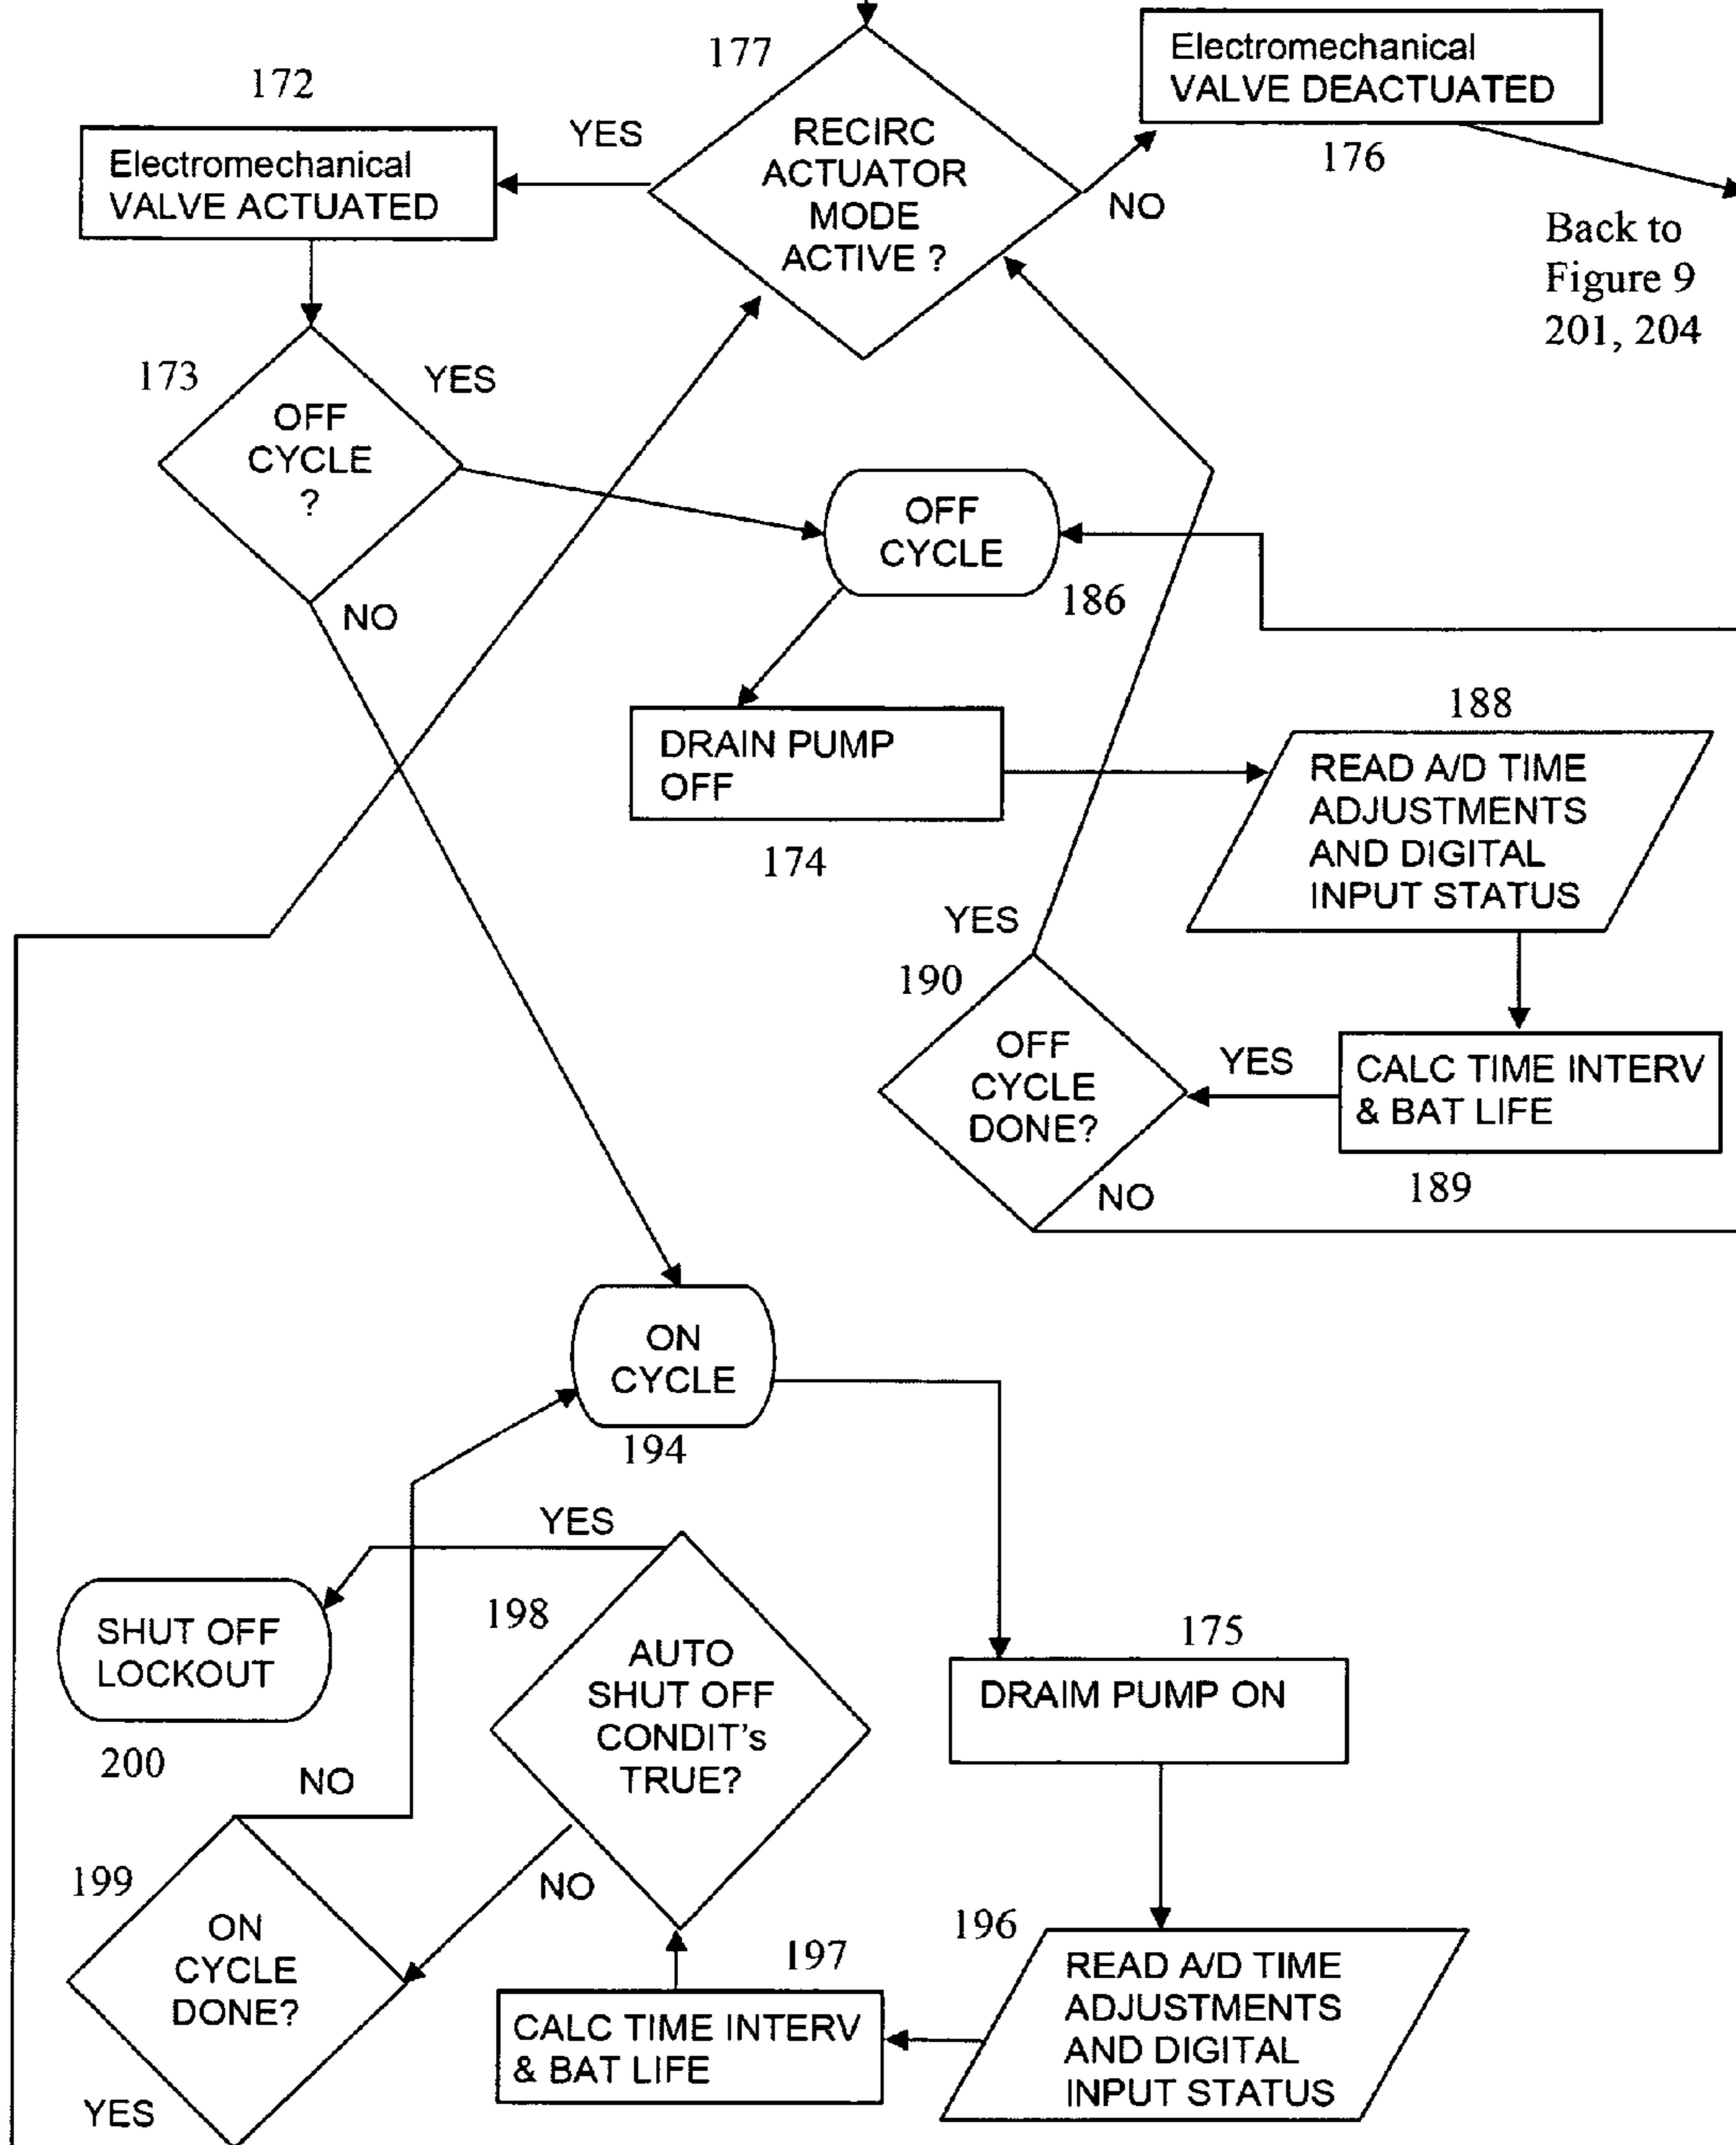 177
Electromechanical
VALVE DEACTUATED
176
172
Electromechanical
VALVE ACTUATED
YES
RECIRC
ACTUATOR
MODE
ACTIVE ?
NO
Back to
Figure 9
201, 204
173
YES
OFF
CYCLE
?
NO
OFF
CYCLE
186
DRAIN PUMP
OFF
174
188
READ A/D TIME
ADJUSTMENTS
AND DIGITAL
INPUT STATUS
YES
190
OFF
CYCLE
DONE?
YES
CALC TIME INTERV
& BAT LIFE
189
NO
ON
CYCLE
194
YES
SHUT OFF
LOCKOUT
200
198
AUTO
SHUT OFF
CONDIT's
TRUE?
175
DRAIM PUMP ON
NO
199
ON
CYCLE
DONE?
YES
NO
197
CALC TIME INTERV
& BAT LIFE
196
READ A/D TIME
ADJUSTMENTS
AND DIGITAL
INPUT STATUS